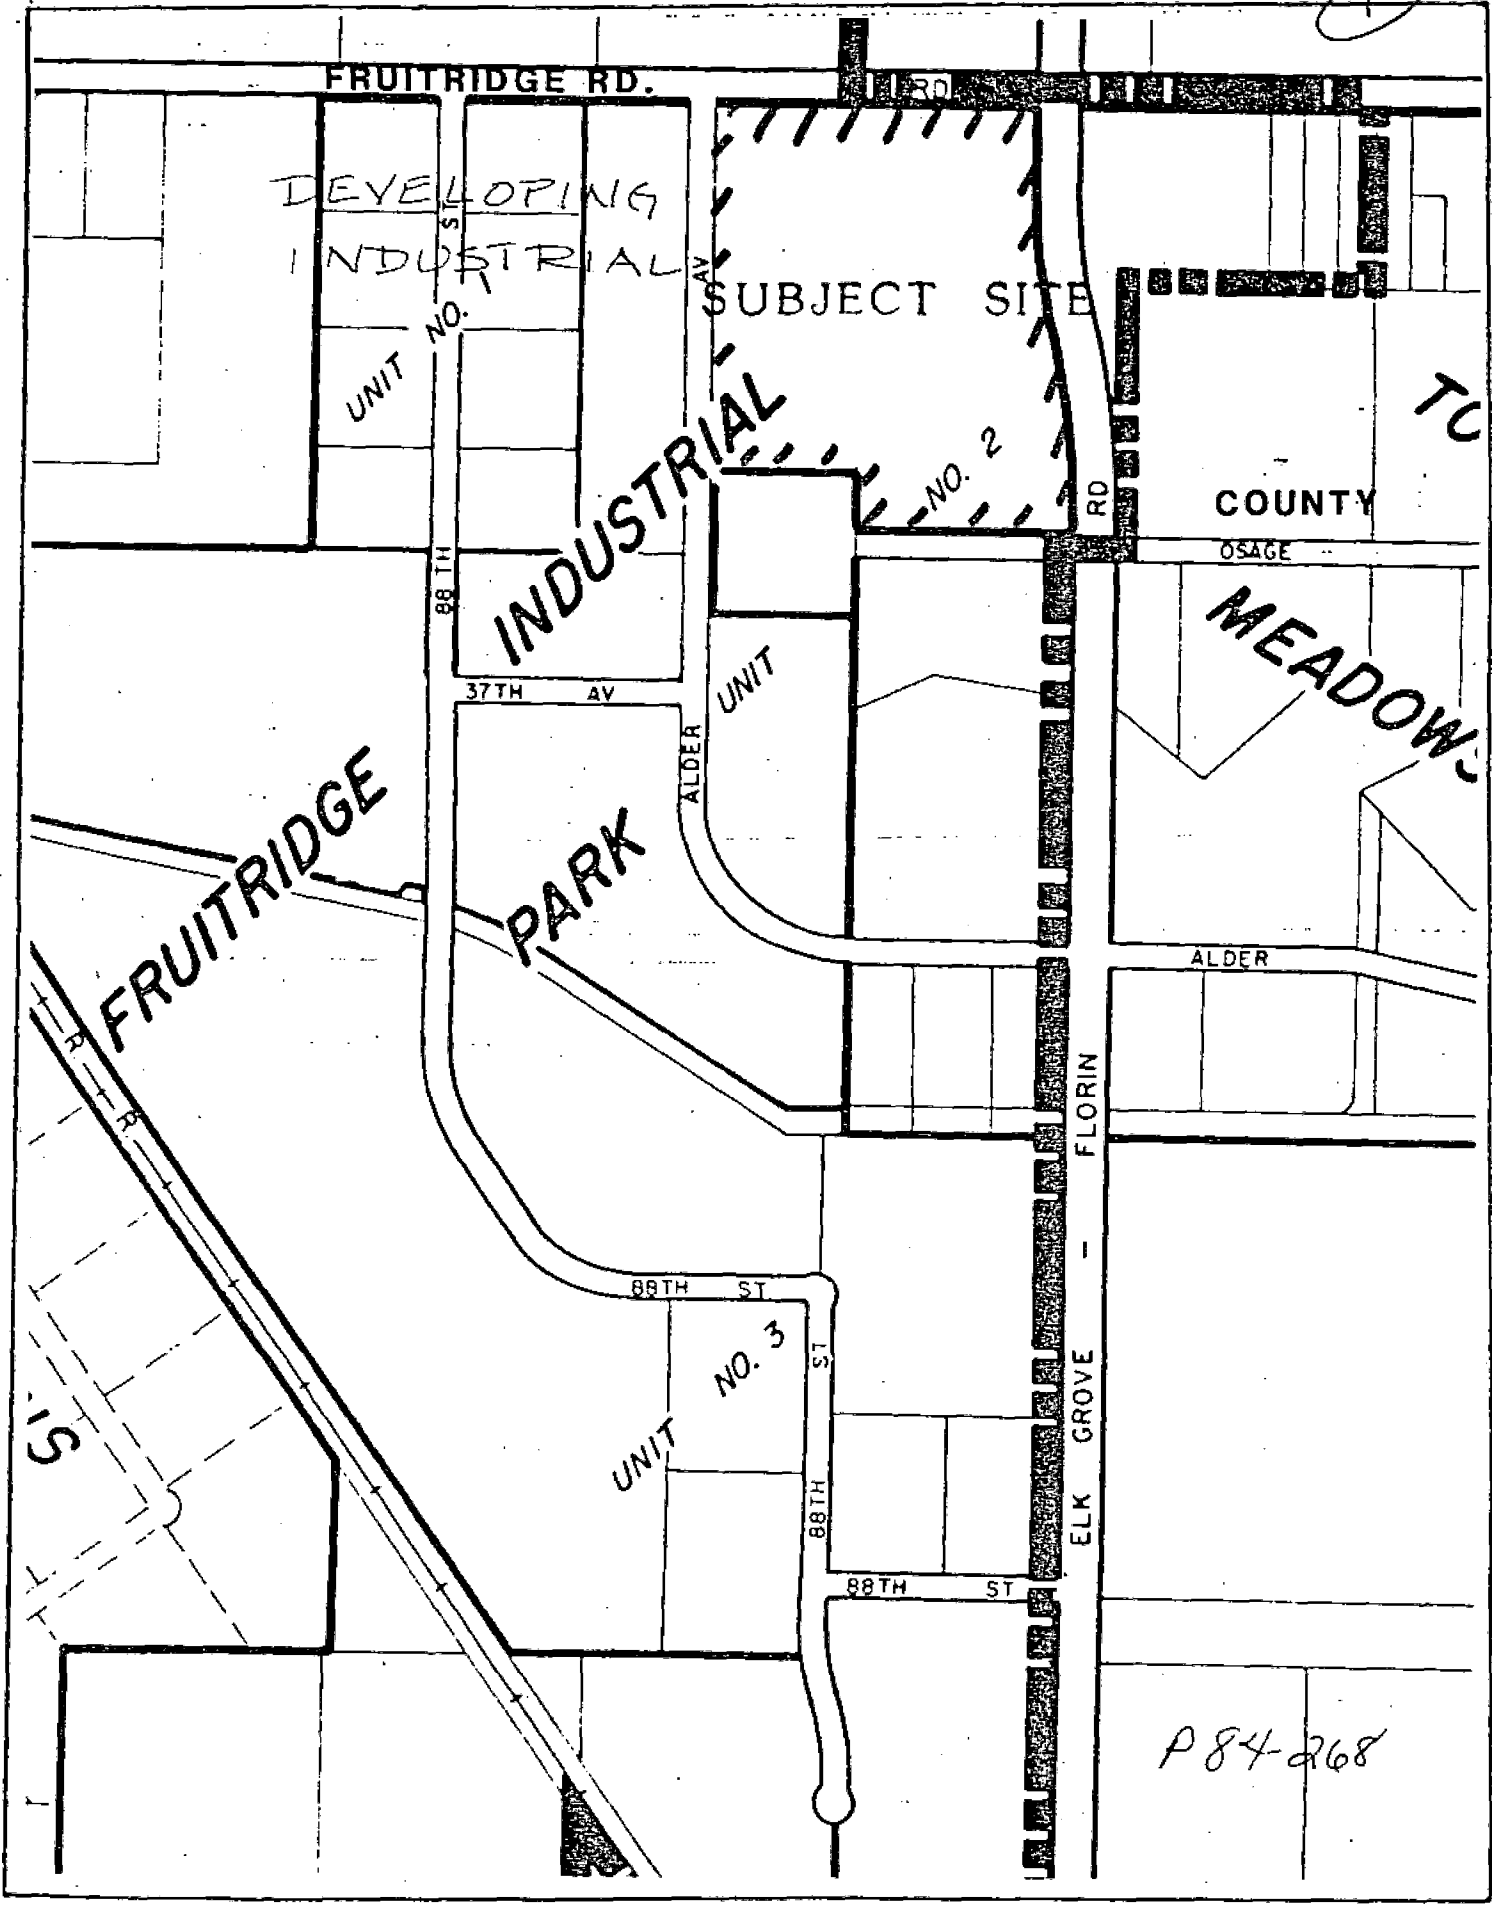 FRUITRIDGE RD.
RD
DEVELOPING
INDUSTRIAL
ST
AV
SUBJECT SITE
UNIT NO. 1
INDUSTRIAL
NO. 2
RD
COUNTY
OSAGE
88 TH
MEADOWS
37TH AV
UNIT
ALDER
FRUITRIDGE
PARK
ALDER
R
R
FLORIN
—
88TH ST
NO. 3
ST
GROVE
UNIT
88TH
ELK
88TH ST
P84-268